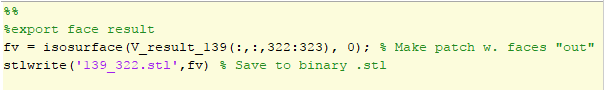 %%
%export face result
fv = isosurface(V_result_139(:,:,322:323), 0); % Make patch w. faces "out"
stlwrite('139_322.stl',fv) % Save to binary .stl